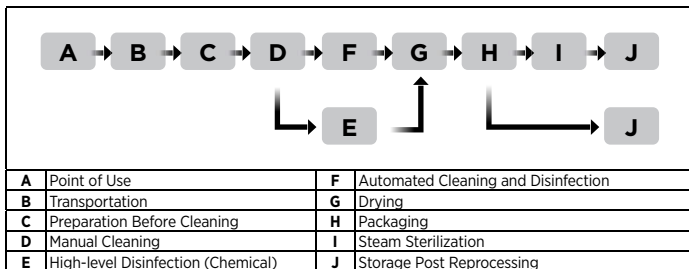 A B C D F G H I J
E J
A Point of Use F Automated Cleaning and Disinfection
B Transportation G Drying
C Preparation Before Cleaning H Packaging
D Manual Cleaning I Steam Sterilization
E High-level Disinfection (Chemical) J Storage Post Reprocessing